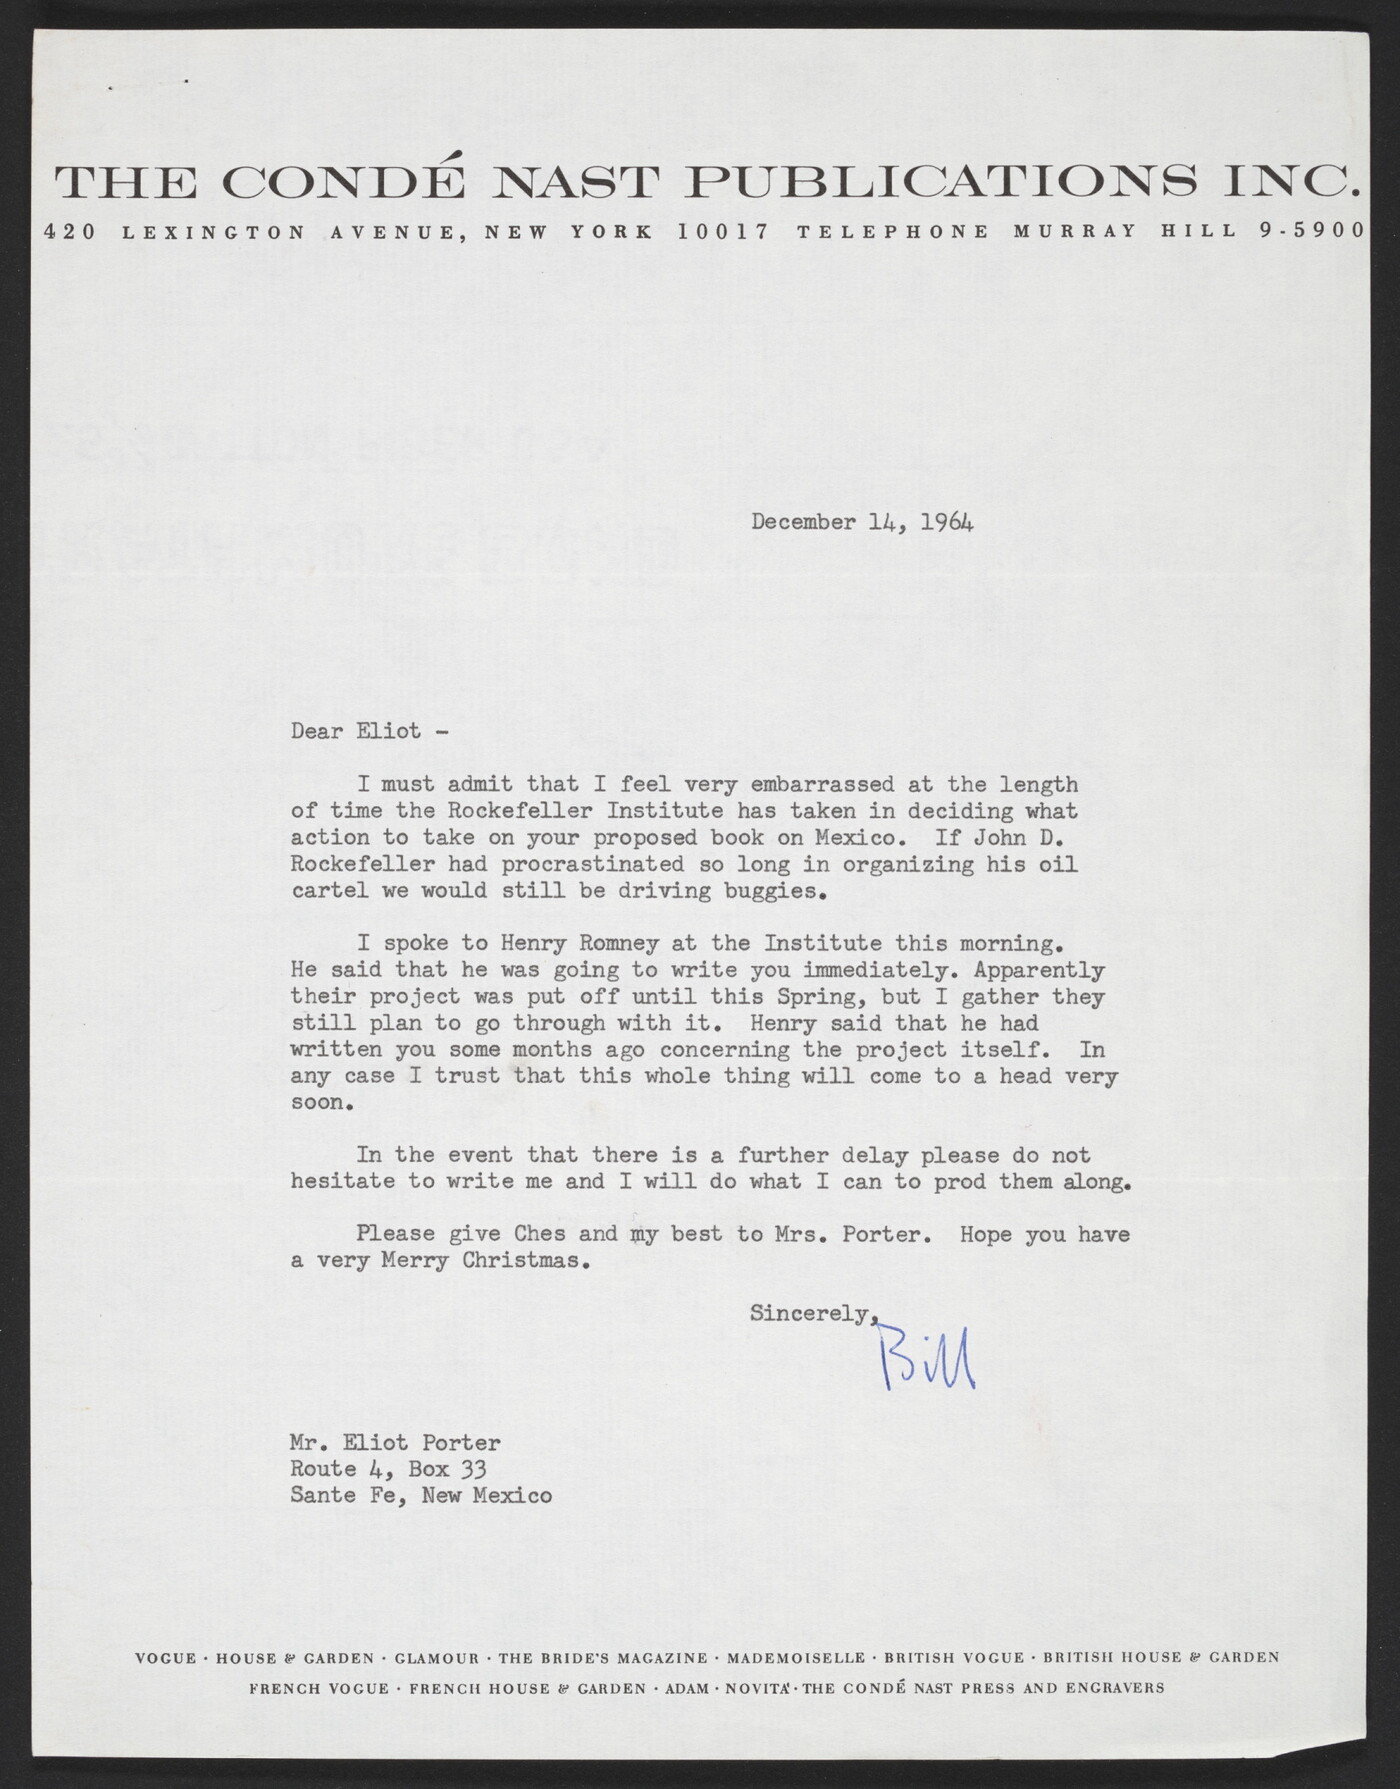 THE CONDÉ NAST PUBLICATIONS INC.
420 LEXINGTON AVENUE, NEW YORK 10017 TELEPHONE MURRAY HILL 9-5900
December 14, 1964
Dear Eliot -
I must admit that I feel very embarrassed at the length
of time the Rockefeller Institute has taken in deciding what
action to take on your proposed book on Mexico. If John D.
Rockefeller had procrastinated so long in organizing his oil
cartel we would still be driving buggies.
I spoke to Henry Romney at the Institute this morning.
He said that he was going to write you immediately. Apparently
their project was put off until this Spring, but I gather they
still plan to go through with it. Henry said that he had
written you some months ago concerning the project itself. In
any case I trust that this whole thing will come to a head very
soon.
In the event that there is a further delay please do not
hesitate to write me and I will do what I can to prod them along.
Please give Ches and my best to Mrs. Porter. Hope you have
a very Merry Christmas.
Sincerely,
Bill
Mr. Eliot Porter
Route 4, Box 33
Sante Fe, New Mexico
VOGUE · HOUSE & GARDEN · GLAMOUR · THE BRIDE'S MAGAZINE · MADEMOISELLE · BRITISH VOGUE · BRITISH HOUSE & GARDEN
FRENCH VOGUE · FRENCH HOUSE & GARDEN · ADAM · NOVITA' · THE CONDÉ NAST PRESS AND ENGRAVERS